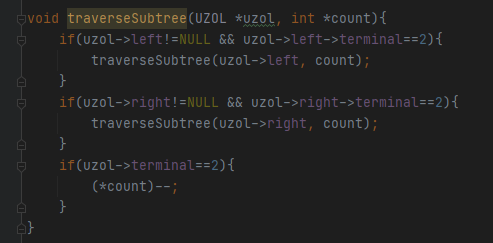 void traverseSubtree(UZOL *uzol, int *count){
    if(uzol->left!=NULL && uzol->left->terminal==2){
        traverseSubtree(uzol->left, count);
    }
    if(uzol->right!=NULL && uzol->right->terminal==2){
        traverseSubtree(uzol->right, count);
    }
    if(uzol->terminal==2){
        (*count)--;
    }
}